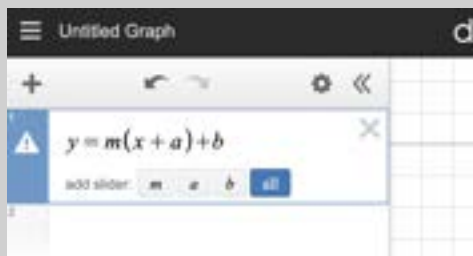 Untitled Graph
d
1
y = m(x + a) + b
add slider: m a b all
2